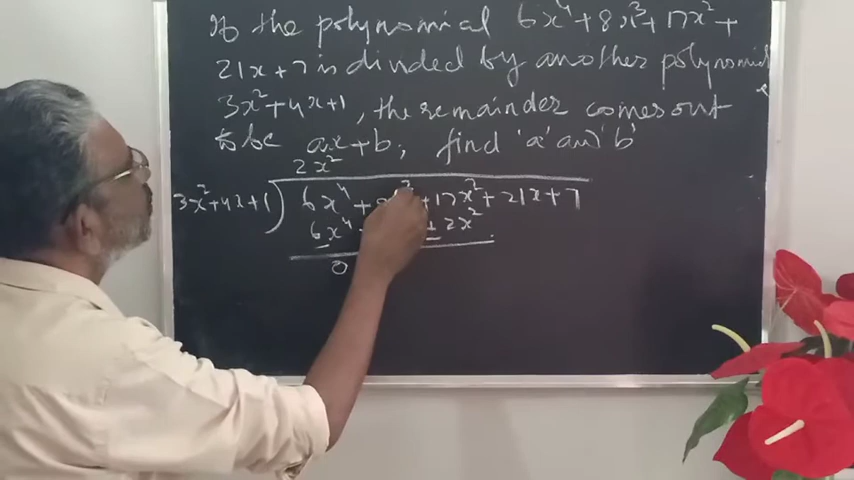 If the polynomial 6x⁴+8x³+17x²+
21x+7 is divided by another polynomial
3x²+4x+1, the remainder comes out
to be ax+b, find 'a' and 'b'
2x²
3x²+4x+1) 6x⁴+8x³+17x²+21x+7
6x⁴+ +2x²
0